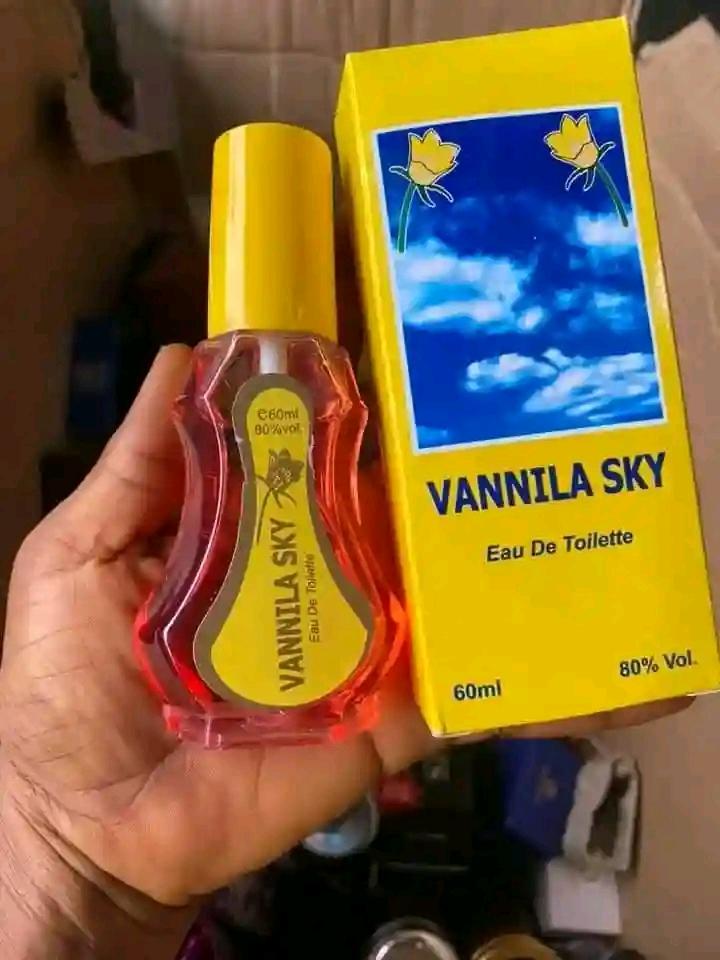 ℮60ml
80%vol.
VANNILA SKY
Eau De Toilette
VANNILA SKY
Eau De Toilette
60ml
80% Vol.